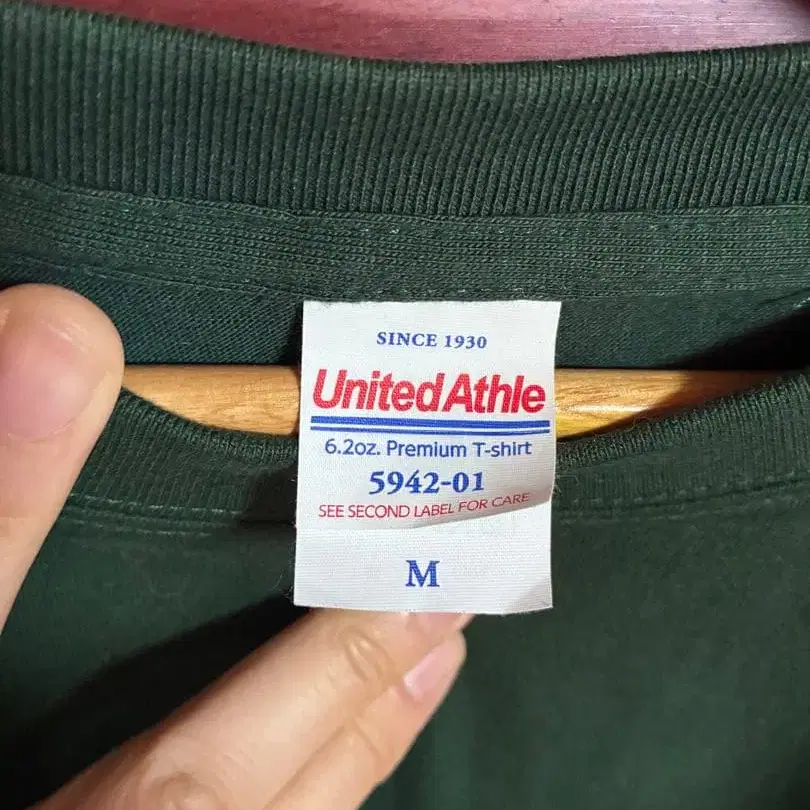 SINCE 1930
UnitedAthle
6.2oz. Premium T-shirt
5942-01
SEE SECOND LABEL FOR CARE
M